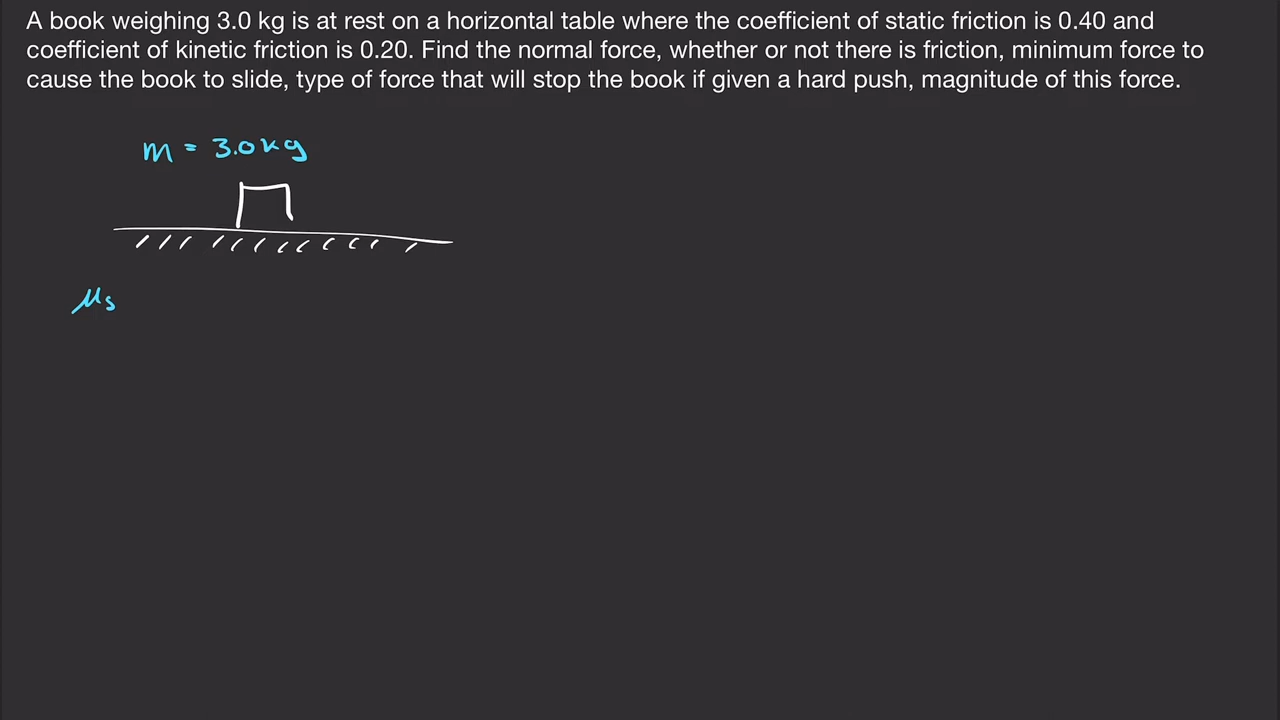 A book weighing 3.0 kg is at rest on a horizontal table where the coefficient of static friction is 0.40 and
coefficient of kinetic friction is 0.20. Find the normal force, whether or not there is friction, minimum force to
cause the book to slide, type of force that will stop the book if given a hard push, magnitude of this force.
m = 3.0 kg
μs